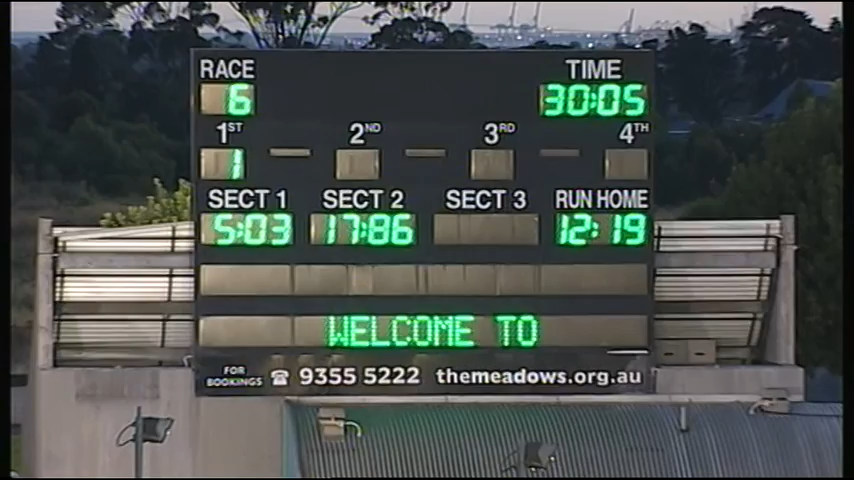 RACE TIME
6 30:05
1ST 2ND 3RD 4TH
1
SECT 1 SECT 2 SECT 3 RUN HOME
5:03 17:86 12:19
WELCOME TO
FOR BOOKINGS ☎ 9355 5222 themeadows.org.au